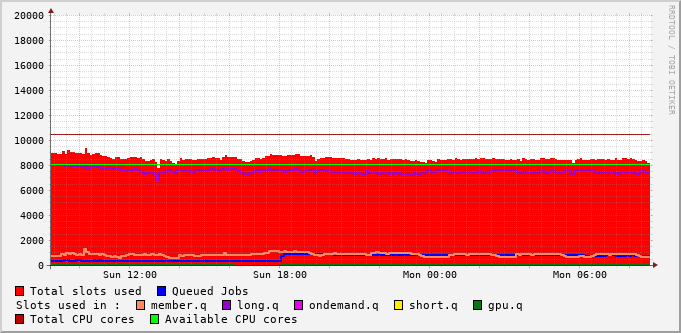 RRDTOOL / TOBI OETIKER
20000
18000
16000
14000
12000
10000
8000
6000
4000
2000
0
Sun 12:00 Sun 18:00 Mon 00:00 Mon 06:00
Total slots used Queued Jobs
Slots used in : member.q long.q ondemand.q short.q gpu.q
Total CPU cores Available CPU cores